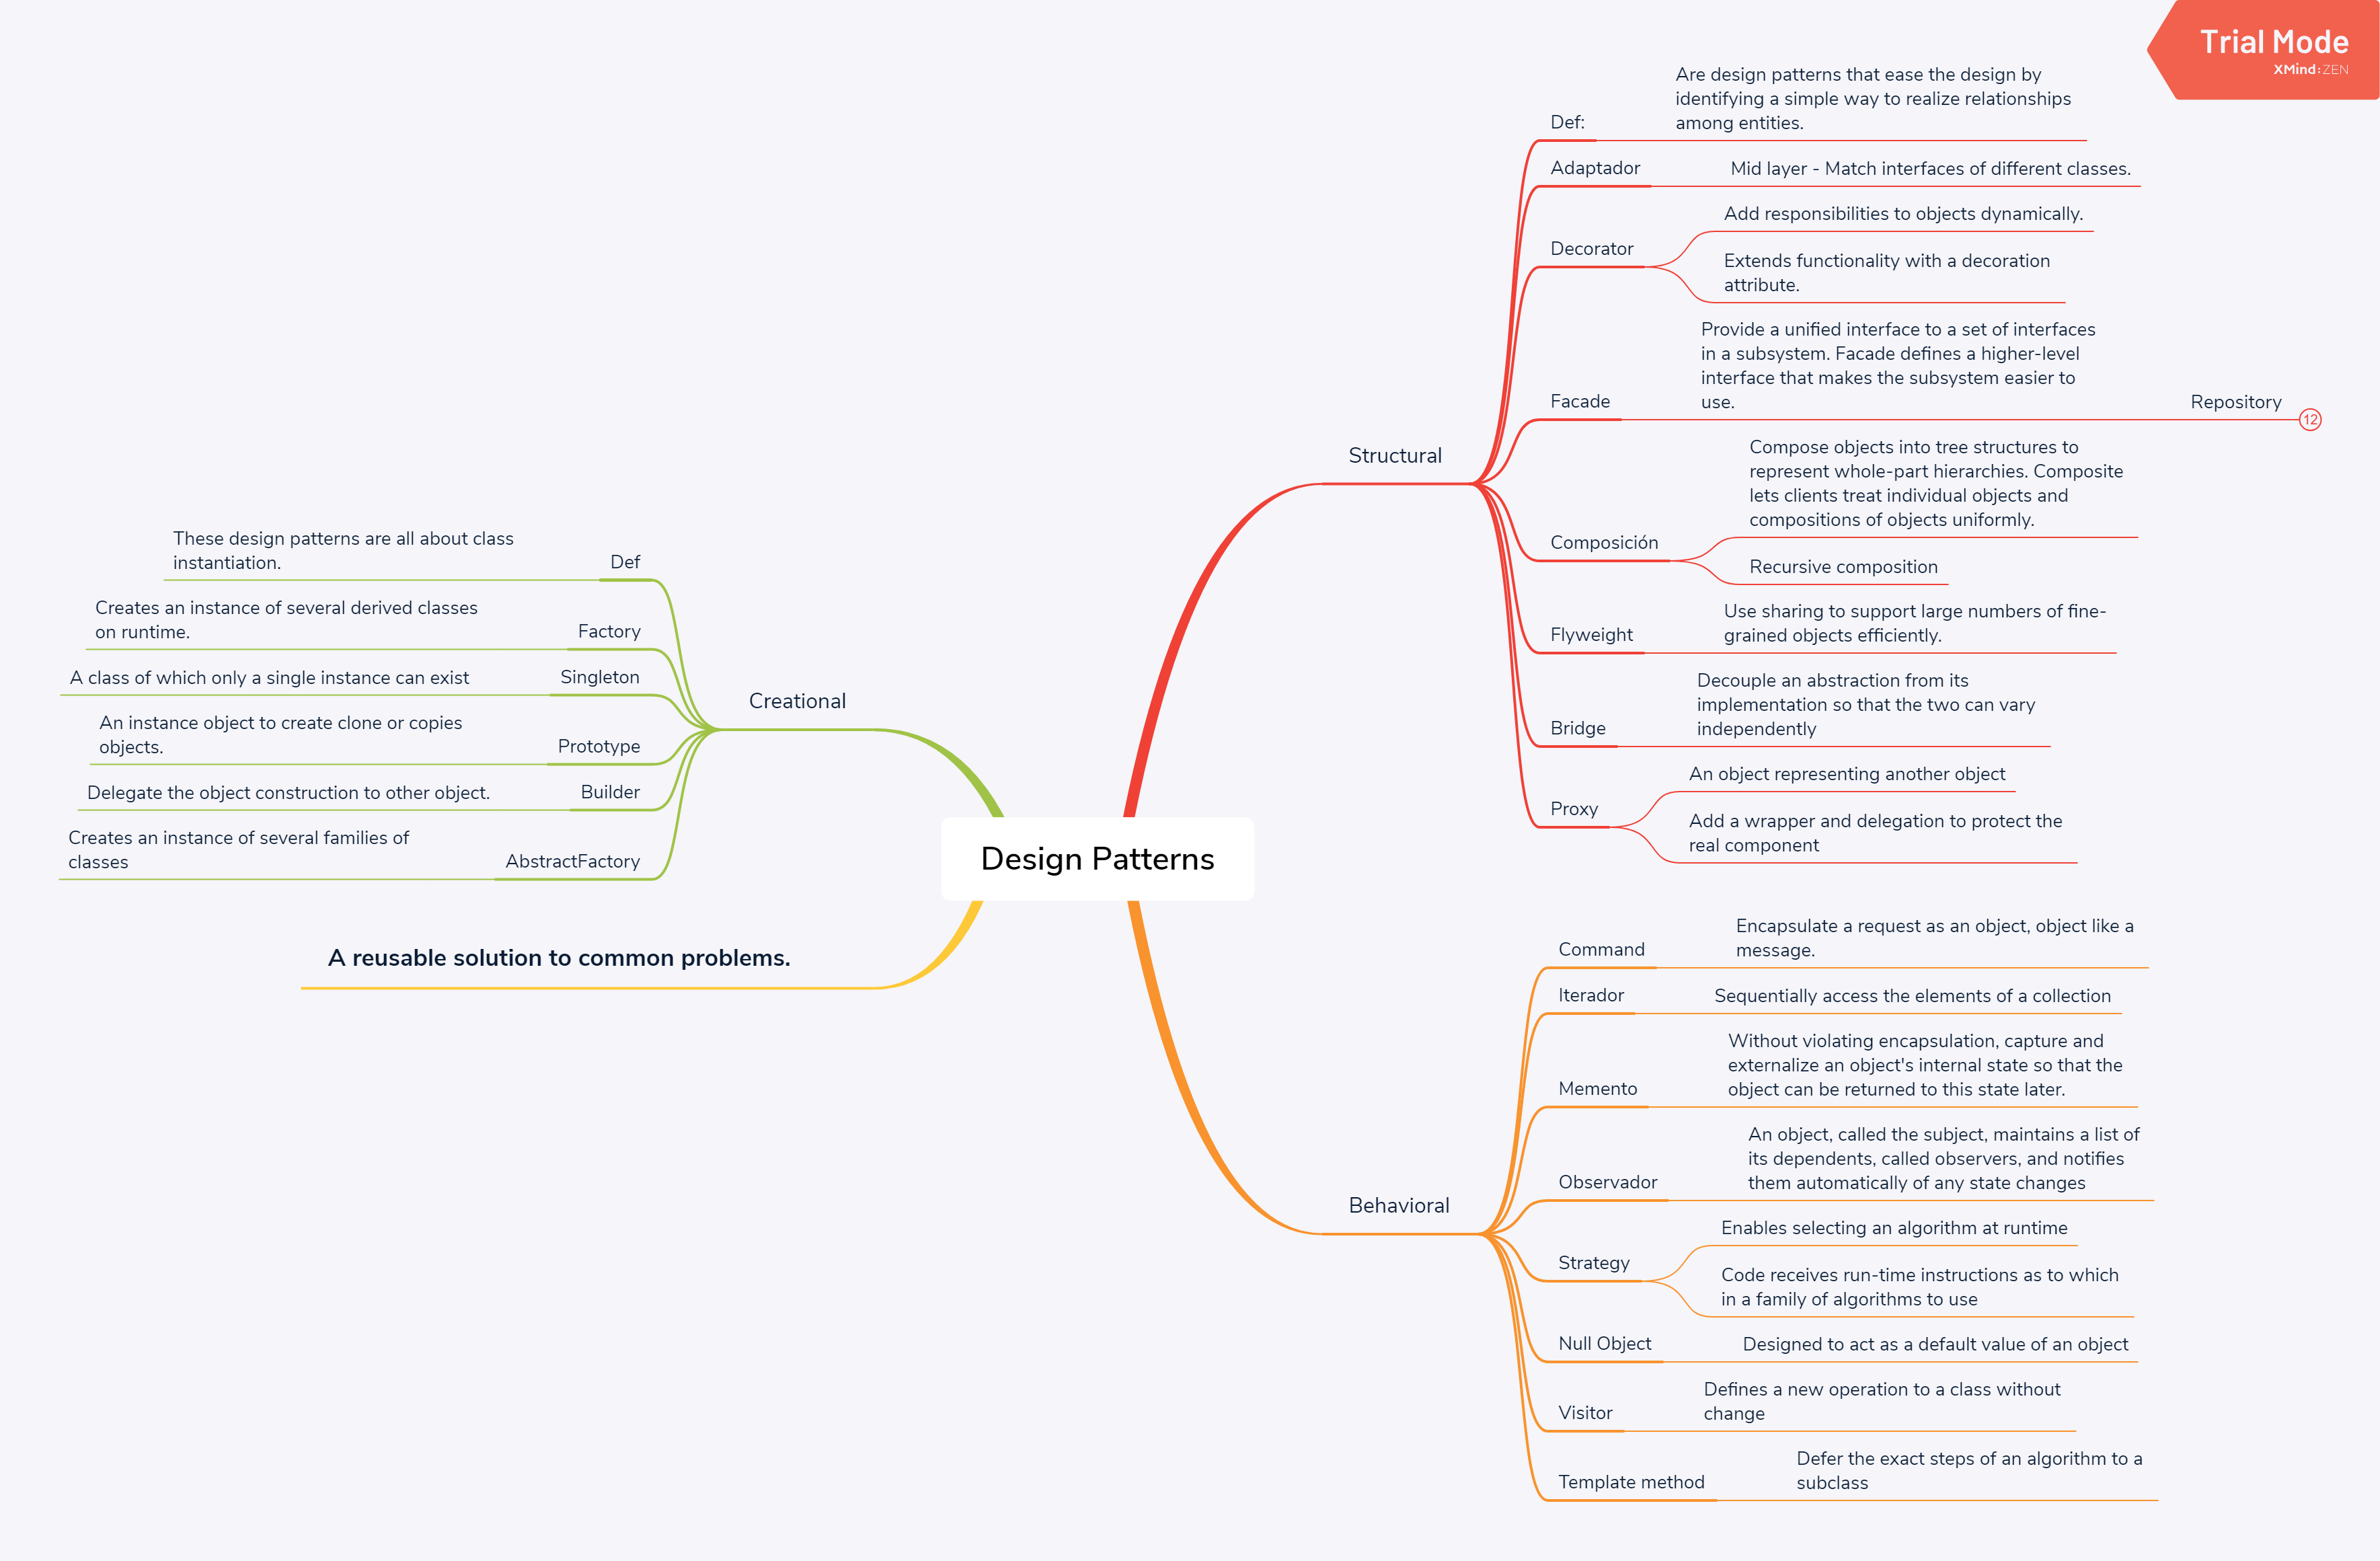 Trial Mode
XMind:ZEN
Design Patterns
Structural
Def:
Are design patterns that ease the design by
identifying a simple way to realize relationships
among entities.
Adaptador
Mid layer - Match interfaces of different classes.
Decorator
Add responsibilities to objects dynamically.
Extends functionality with a decoration
attribute.
Facade
Provide a unified interface to a set of interfaces
in a subsystem. Facade defines a higher-level
interface that makes the subsystem easier to
use.
Repository
12
Composición
Compose objects into tree structures to
represent whole-part hierarchies. Composite
lets clients treat individual objects and
compositions of objects uniformly.
Recursive composition
Flyweight
Use sharing to support large numbers of fine-
grained objects efficiently.
Bridge
Decouple an abstraction from its
implementation so that the two can vary
independently
Proxy
An object representing another object
Add a wrapper and delegation to protect the
real component
Behavioral
Command
Encapsulate a request as an object, object like a
message.
Iterador
Sequentially access the elements of a collection
Memento
Without violating encapsulation, capture and
externalize an object's internal state so that the
object can be returned to this state later.
Observador
An object, called the subject, maintains a list of
its dependents, called observers, and notifies
them automatically of any state changes
Strategy
Enables selecting an algorithm at runtime
Code receives run-time instructions as to which
in a family of algorithms to use
Null Object
Designed to act as a default value of an object
Visitor
Defines a new operation to a class without
change
Template method
Defer the exact steps of an algorithm to a
subclass
Creational
Def
These design patterns are all about class
instantiation.
Factory
Creates an instance of several derived classes
on runtime.
Singleton
A class of which only a single instance can exist
Prototype
An instance object to create clone or copies
objects.
Builder
Delegate the object construction to other object.
AbstractFactory
Creates an instance of several families of
classes
A reusable solution to common problems.